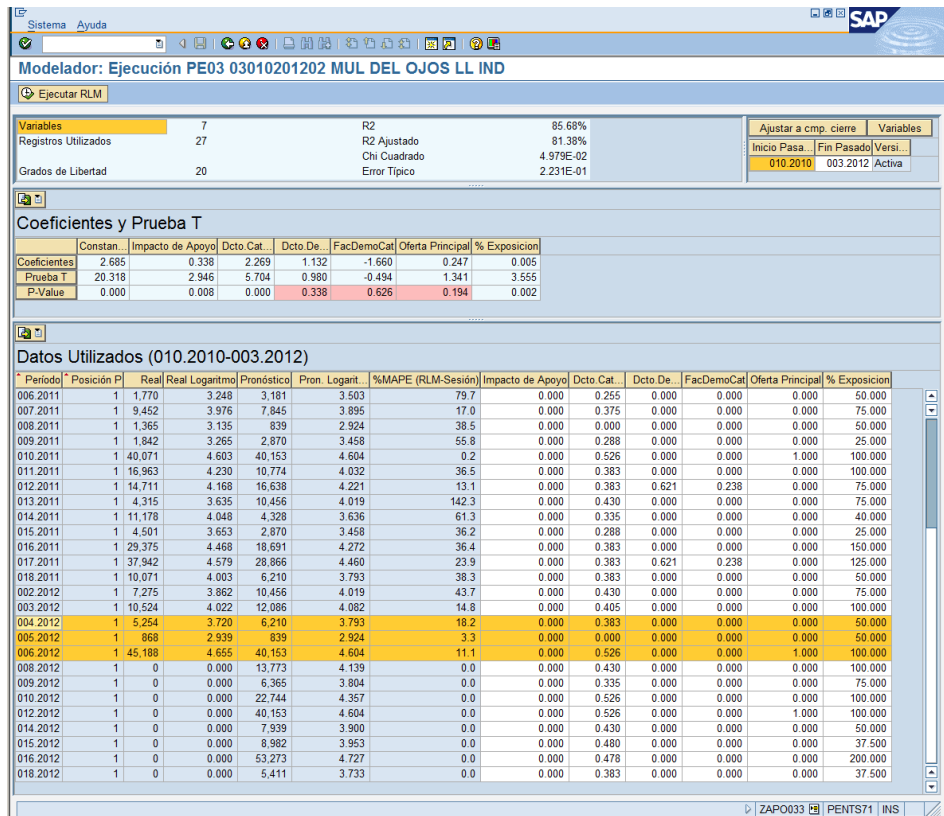 Sistema Ayuda
SAP
Modelador: Ejecución PE03 03010201202 MUL DEL OJOS LL IND
Ejecutar RLM
Variables 7 R2 85.68%
Registros Utilizados 27 R2 Ajustado 81.38%
Chi Cuadrado 4.979E-02
Grados de Libertad 20 Error Típico 2.231E-01
Ajustar a cmp. cierre Variables
Inicio Pasa... Fin Pasado Versi...
010.2010 003.2012 Activa
Coeficientes y Prueba T
Constan... Impacto de Apoyo Dcto.Cat... Dcto.De... FacDemoCat Oferta Principal % Exposicion
Coeficientes 2.685 0.338 2.269 1.132 -1.660 0.247 0.005
Prueba T 20.318 2.946 5.704 0.980 -0.494 1.341 3.555
P-Value 0.000 0.008 0.000 0.338 0.626 0.194 0.002
Datos Utilizados (010.2010-003.2012)
Período Posición P Real Real Logaritmo Pronóstico Pron. Logarit... %MAPE (RLM-Sesión) Impacto de Apoyo Dcto.Cat... Dcto.De... FacDemoCat Oferta Principal % Exposicion
006.2011 1 1,770 3.248 3,181 3.503 79.7 0.000 0.255 0.000 0.000 0.000 50.000
007.2011 1 9,452 3.976 7,845 3.895 17.0 0.000 0.375 0.000 0.000 0.000 75.000
008.2011 1 1,365 3.135 839 2.924 38.5 0.000 0.000 0.000 0.000 0.000 50.000
009.2011 1 1,842 3.265 2,870 3.458 55.8 0.000 0.288 0.000 0.000 0.000 25.000
010.2011 1 40,071 4.603 40,153 4.604 0.2 0.000 0.526 0.000 0.000 1.000 100.000
011.2011 1 16,963 4.230 10,774 4.032 36.5 0.000 0.383 0.000 0.000 0.000 100.000
012.2011 1 14,711 4.168 16,638 4.221 13.1 0.000 0.383 0.621 0.238 0.000 75.000
013.2011 1 4,315 3.635 10,456 4.019 142.3 0.000 0.430 0.000 0.000 0.000 75.000
014.2011 1 11,178 4.048 4,328 3.636 61.3 0.000 0.335 0.000 0.000 0.000 40.000
015.2011 1 4,501 3.653 2,870 3.458 36.2 0.000 0.288 0.000 0.000 0.000 25.000
016.2011 1 29,375 4.468 18,691 4.272 36.4 0.000 0.383 0.000 0.000 0.000 150.000
017.2011 1 37,942 4.579 28,866 4.460 23.9 0.000 0.383 0.621 0.238 0.000 125.000
018.2011 1 10,071 4.003 6,210 3.793 38.3 0.000 0.383 0.000 0.000 0.000 50.000
002.2012 1 7,275 3.862 10,456 4.019 43.7 0.000 0.430 0.000 0.000 0.000 75.000
003.2012 1 10,524 4.022 12,086 4.082 14.8 0.000 0.405 0.000 0.000 0.000 100.000
004.2012 1 5,254 3.720 6,210 3.793 18.2 0.000 0.383 0.000 0.000 0.000 50.000
005.2012 1 868 2.939 839 2.924 3.3 0.000 0.000 0.000 0.000 0.000 50.000
006.2012 1 45,188 4.655 40,153 4.604 11.1 0.000 0.526 0.000 0.000 1.000 100.000
008.2012 1 0 0.000 13,773 4.139 0.0 0.000 0.430 0.000 0.000 0.000 100.000
009.2012 1 0 0.000 6,365 3.804 0.0 0.000 0.335 0.000 0.000 0.000 75.000
010.2012 1 0 0.000 22,744 4.357 0.0 0.000 0.526 0.000 0.000 0.000 100.000
012.2012 1 0 0.000 40,153 4.604 0.0 0.000 0.526 0.000 0.000 1.000 100.000
014.2012 1 0 0.000 7,939 3.900 0.0 0.000 0.430 0.000 0.000 0.000 50.000
015.2012 1 0 0.000 8,982 3.953 0.0 0.000 0.480 0.000 0.000 0.000 37.500
016.2012 1 0 0.000 53,273 4.727 0.0 0.000 0.478 0.000 0.000 0.000 200.000
018.2012 1 0 0.000 5,411 3.733 0.0 0.000 0.383 0.000 0.000 0.000 37.500
ZAPO033 PENTS71 INS